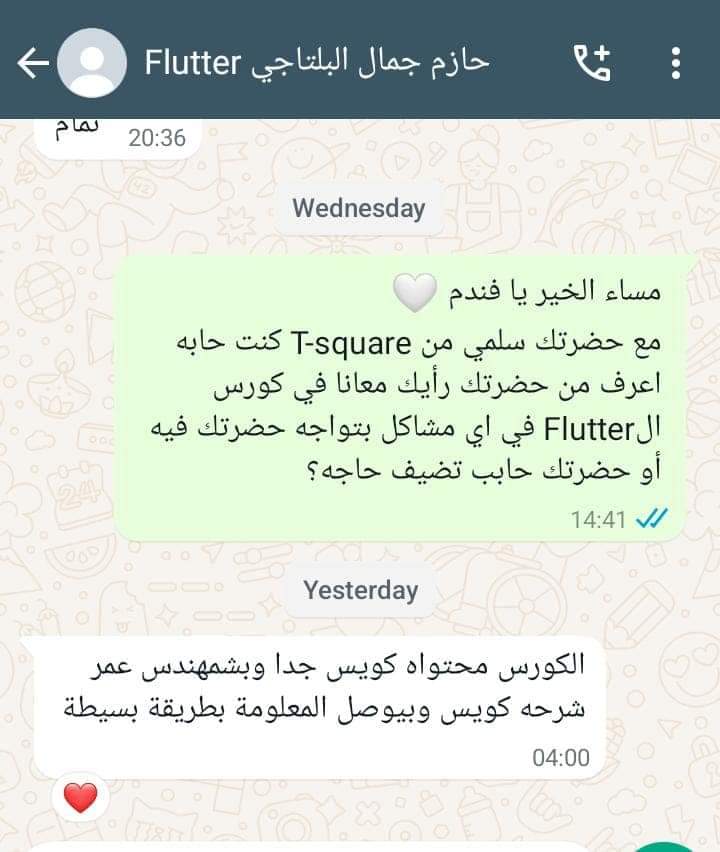 حازم جمال البلتاجي Flutter
تمام
20:36
Wednesday
مساء الخير يا فندم 🤍
مع حضرتك سلمي من T-square كنت حابه
اعرف من حضرتك رأيك معانا في كورس
الFlutter في اي مشاكل بتواجه حضرتك فيه
أو حضرتك حابب تضيف حاجه؟
14:41
Yesterday
الكورس محتواه كويس جدا وبشمهندس عمر
شرحه كويس وبيوصل المعلومة بطريقة بسيطة
04:00